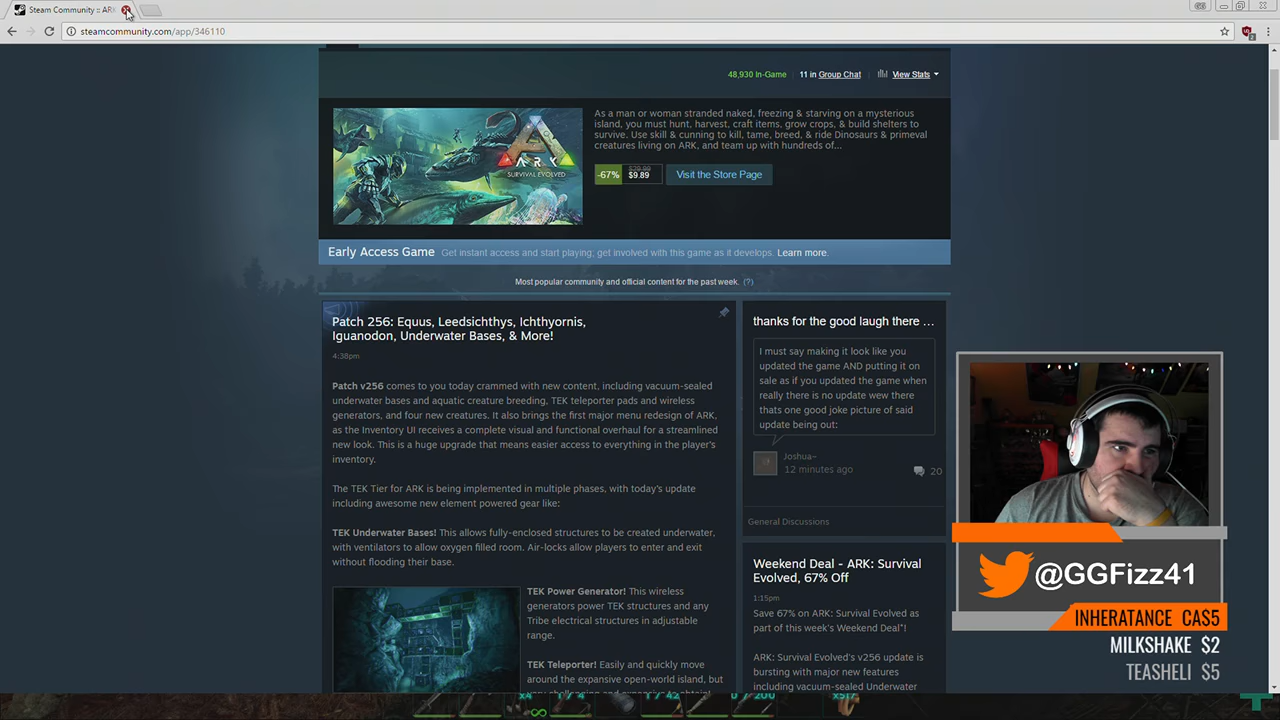 Steam Community :: ARK
steamcommunity.com/app/346110
48,930 In-Game
11 in Group Chat
View Stats
ARK
SURVIVAL EVOLVED
As a man or woman stranded naked, freezing & starving on a mysterious
island, you must hunt, harvest, craft items, grow crops, & build shelters to
survive. Use skill & cunning to kill, tame, breed, & ride Dinosaurs & primeval
creatures living on ARK, and team up with hundreds of...
-67%
$29.99
$9.89
Visit the Store Page
Early Access Game Get instant access and start playing; get involved with this game as it develops. Learn more.
Most popular community and official content for the past week. (?)
Patch 256: Equus, Leedsichthys, Ichthyornis,
Iguanodon, Underwater Bases, & More!
4:38pm
Patch v256 comes to you today crammed with new content, including vacuum-sealed
underwater bases and aquatic creature breeding, TEK teleporter pads and wireless
generators, and four new creatures. It also brings the first major menu redesign of ARK,
as the Inventory UI receives a complete visual and functional overhaul for a streamlined
new look. This is a huge upgrade that means easier access to everything in the player's
inventory.
The TEK Tier for ARK is being implemented in multiple phases, with today's update
including awesome new element powered gear like:
TEK Underwater Bases! This allows fully-enclosed structures to be created underwater,
with ventilators to allow oxygen filled room. Air-locks allow players to enter and exit
without flooding their base.
TEK Power Generator! This wireless
generators power TEK structures and any
Tribe electrical structures in adjustable
range.
TEK Teleporter! Easily and quickly move
around the expansive open-world island, but
thanks for the good laugh there ...
I must say making it look like you
updated the game AND putting it on
sale as if you updated the game when
really there is no update wew there
thats one good joke picture of said
update being out:
Joshua~
12 minutes ago
20
General Discussions
Weekend Deal - ARK: Survival
Evolved, 67% Off
1:15pm
Save 67% on ARK: Survival Evolved as
part of this week's Weekend Deal*!
ARK: Survival Evolved's v256 update is
bursting with major new features
including vacuum-sealed Underwater
@GGFizz41
INHERATANCE CAS5
MILKSHAKE $2
TEASHELI $5